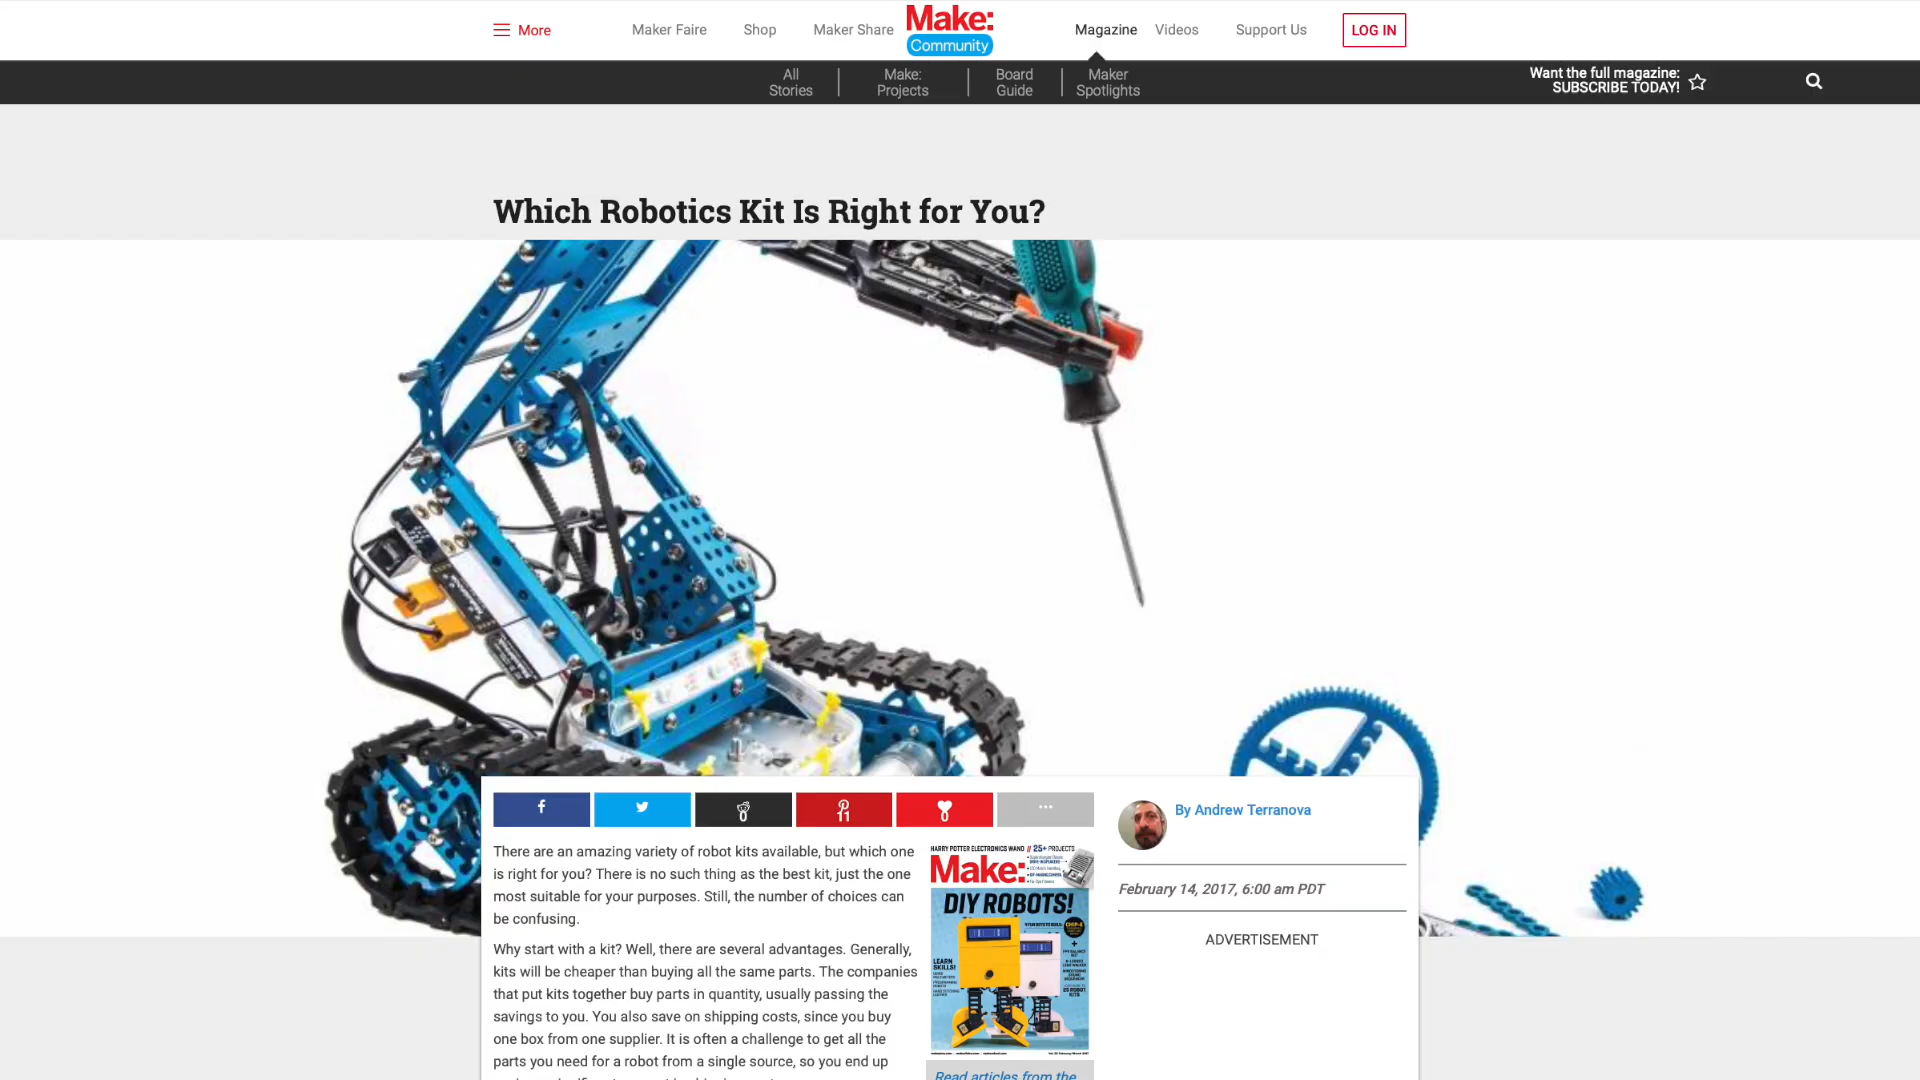 More
Maker Faire
Shop
Maker Share
Make:
Community
Magazine
Videos
Support Us
LOG IN
All
Stories
Make:
Projects
Board
Guide
Maker
Spotlights
Want the full magazine:
SUBSCRIBE TODAY!
Which Robotics Kit Is Right for You?
0
11
0
By Andrew Terranova
February 14, 2017, 6:00 am PDT
ADVERTISEMENT
There are an amazing variety of robot kits available, but which one
is right for you? There is no such thing as the best kit, just the one
most suitable for your purposes. Still, the number of choices can
be confusing.
Why start with a kit? Well, there are several advantages. Generally,
kits will be cheaper than buying all the same parts. The companies
that put kits together buy parts in quantity, usually passing the
savings to you. You also save on shipping costs, since you buy
one box from one supplier. It is often a challenge to get all the
parts you need for a robot from a single source, so you end up
HARRY POTTER ELECTRONICS WAND // 25+ PROJECTS
Make:
DIY ROBOTS!
LEARN
SKILLS!
Read articles from the